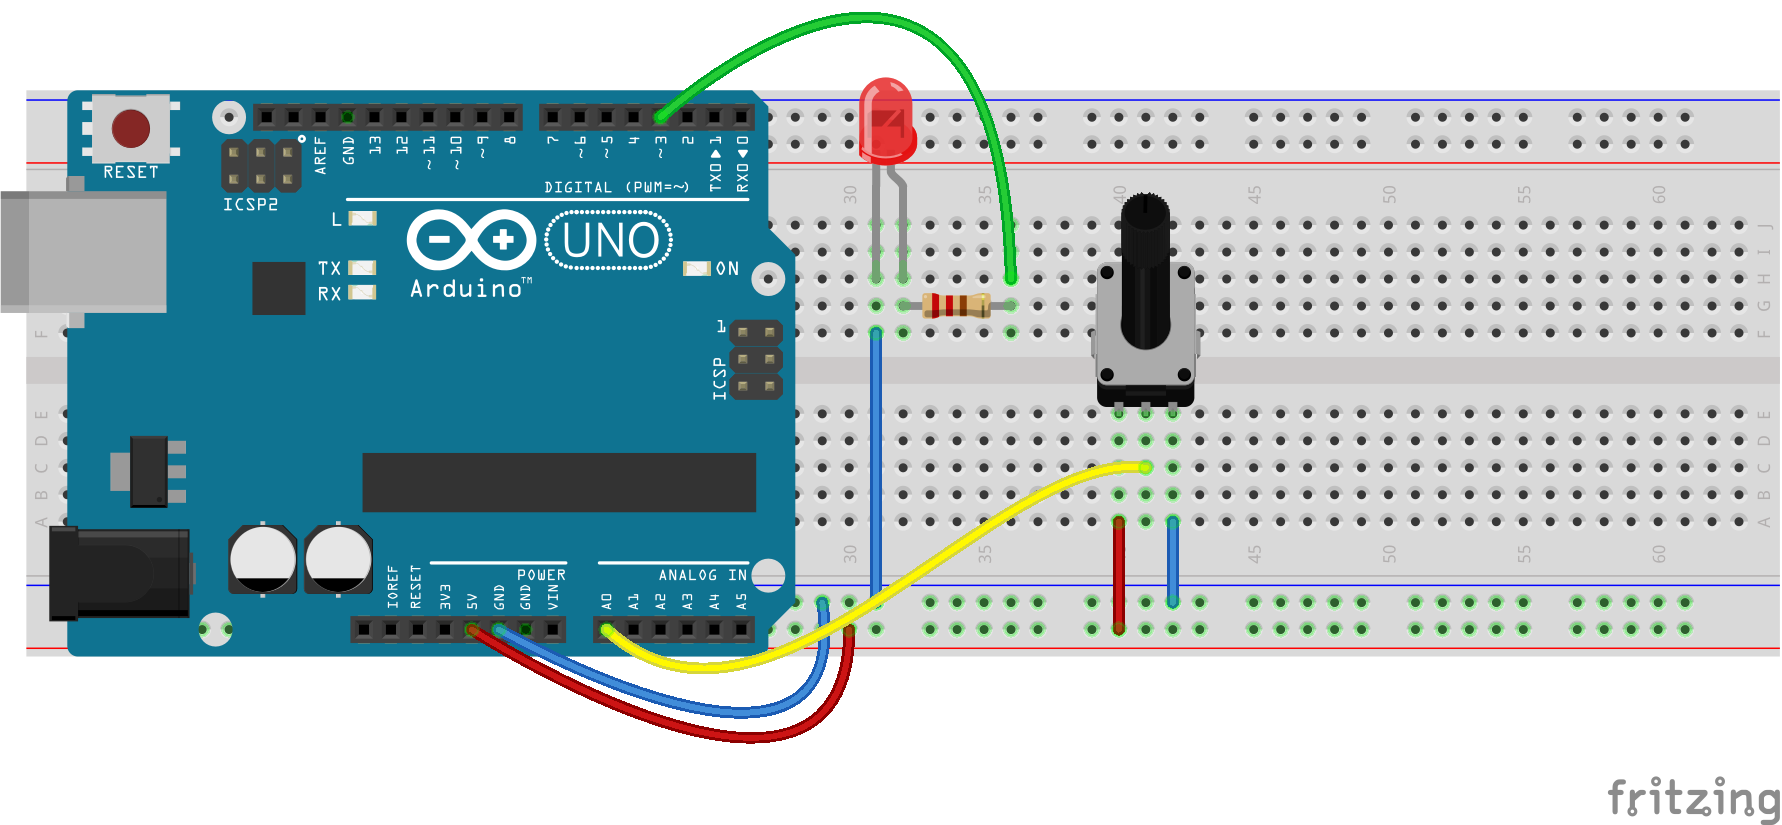 RESET
ICSP2
AREF
GND
13
12
~11
~10
~9
8
7
~6
~5
4
~3
2
TX0▶1
RX0◀0
DIGITAL (PWM=~)
L
TX
RX
UNO
Arduino™
ON
1
ICSP
POWER
ANALOG IN
IOREF
RESET
3V3
5V
GND
GND
VIN
A0
A1
A2
A3
A4
A5
30
35
40
45
50
55
60
J
I
H
G
F
F
E
D
C
B
A
E
D
C
B
A
30
35
45
50
55
60
fritzing